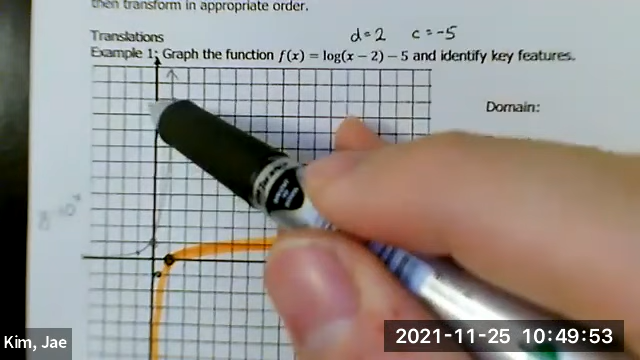 then transform in appropriate order.
d=2 c=-5
Translations
Example 1: Graph the function f(x) = log(x − 2) − 5 and identify key features.
Domain:
Kim, Jae
2021-11-25 10:49:53